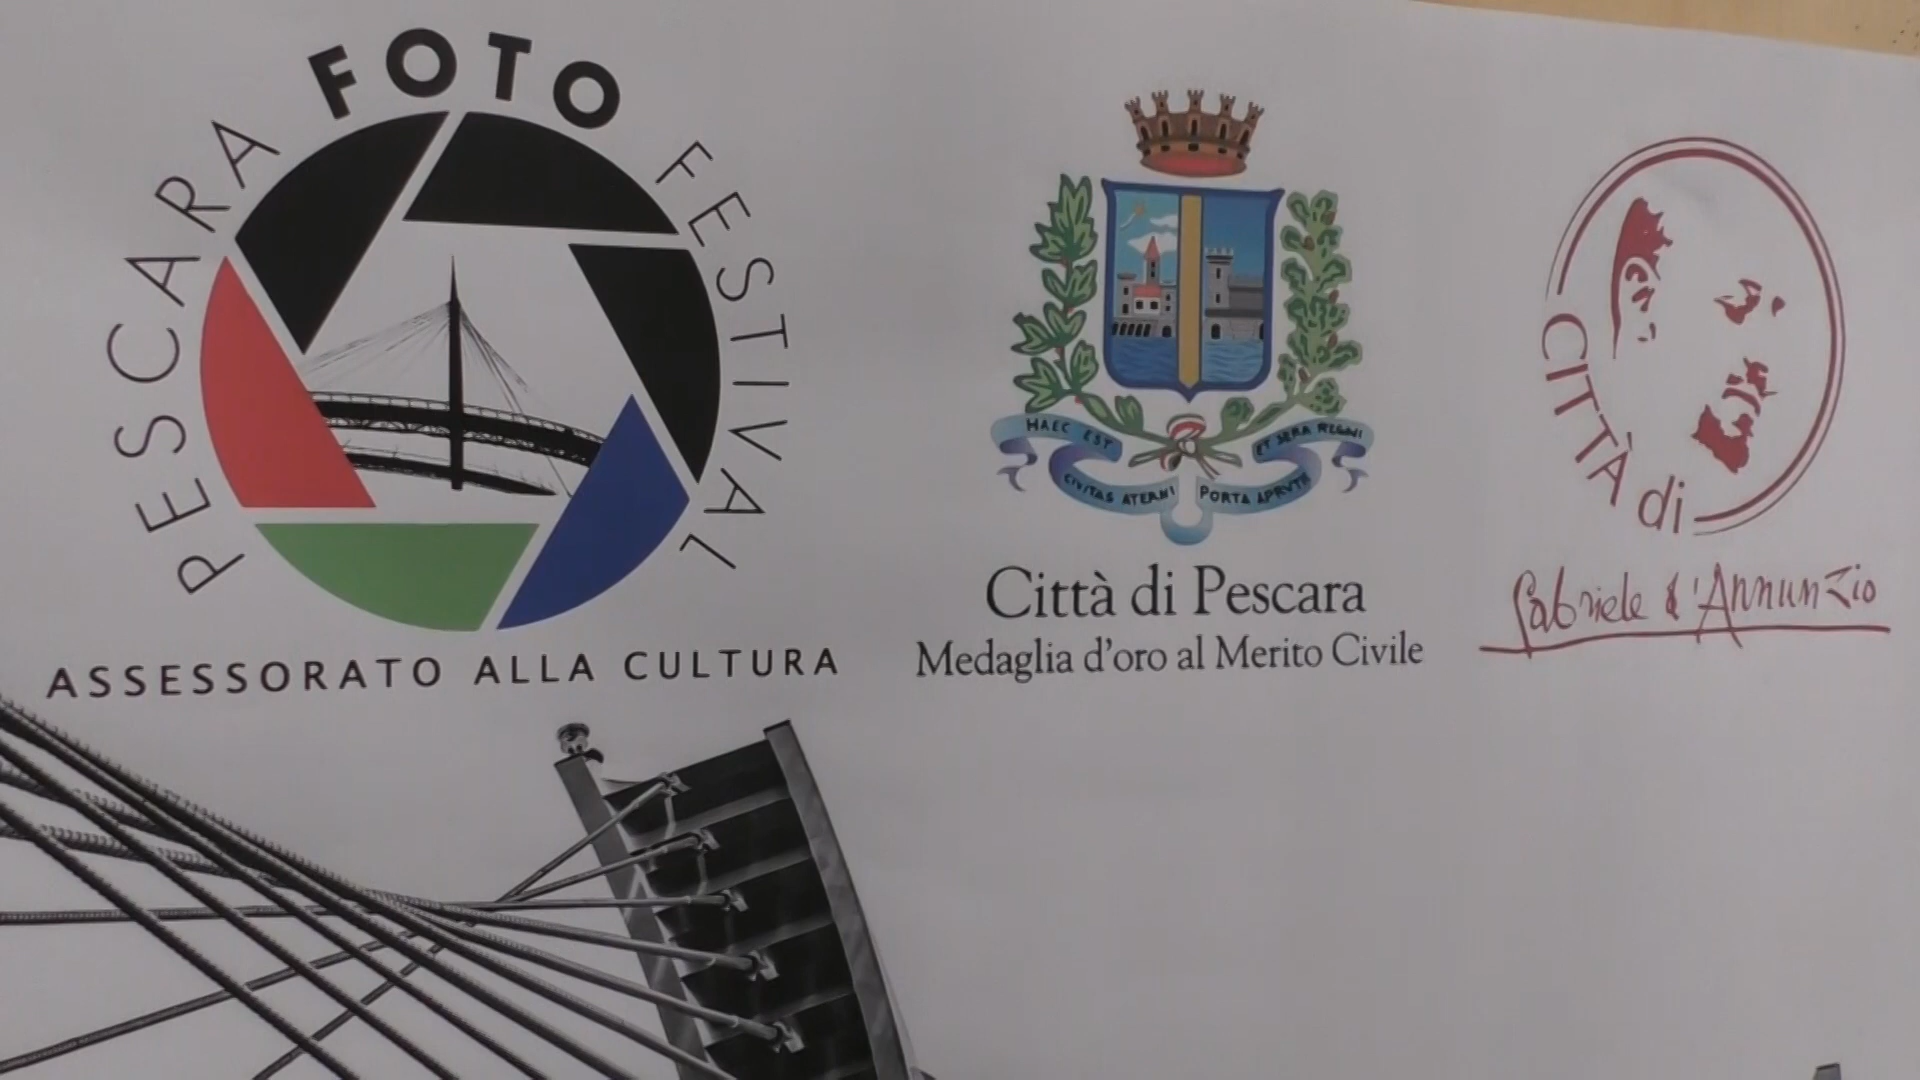 PESCARA FOTO FESTIVAL
ASSESSORATO ALLA CULTURA
HAEC EST
CIVITAS ATERNI
PORTA APRUTII
ET SERA REGNI
Città di Pescara
Medaglia d'oro al Merito Civile
CITTÀ di
Gabriele d'Annunzio